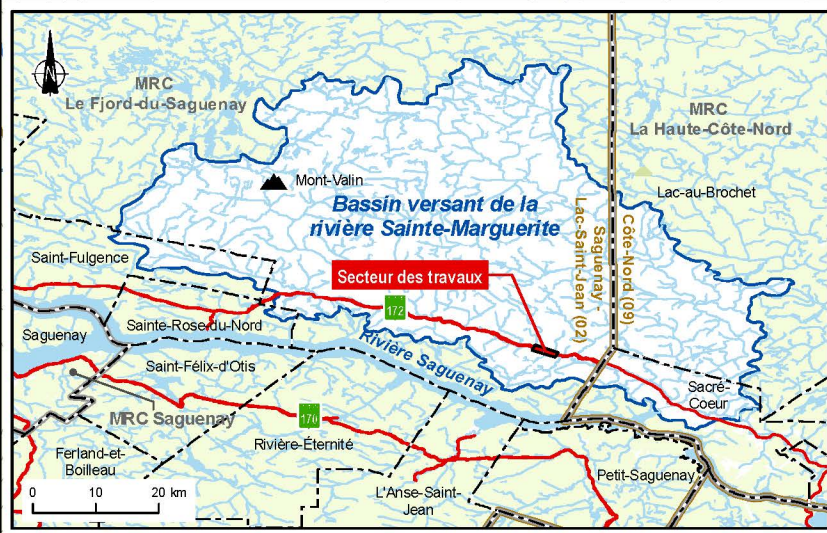 MRC
Le Fjord-du-Saguenay
MRC
La Haute-Côte-Nord
Mont-Valin
Lac-au-Brochet
Bassin versant de la
rivière Sainte-Marguerite
Saguenay -
Lac-Saint-Jean (02)
Côte-Nord (09)
Saint-Fulgence
Secteur des travaux
172
Sainte-Rose-du-Nord
Saguenay
Rivière Saguenay
Saint-Félix-d'Otis
Sacré-
Coeur
MRC Saguenay
170
Rivière-Éternité
Ferland-et-
Boilleau
Petit-Saguenay
L'Anse-Saint-
Jean
0 10 20 km